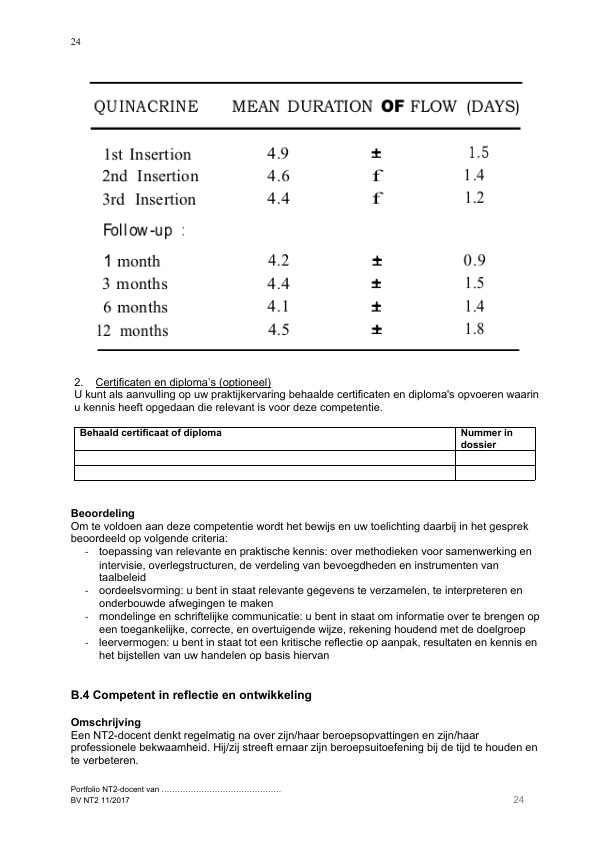 24
QUINACRINE MEAN DURATION OF FLOW (DAYS)
1st Insertion 4.9 ± 1.5
2nd Insertion 4.6 f 1.4
3rd Insertion 4.4 f 1.2
Follow-up :
1 month 4.2 ± 0.9
3 months 4.4 ± 1.5
6 months 4.1 ± 1.4
12 months 4.5 ± 1.8
2. Certificaten en diploma's (optioneel)
U kunt als aanvulling op uw praktijkervaring behaalde certificaten en diploma's opvoeren waarin
u kennis heeft opgedaan die relevant is voor deze competentie.
Behaald certificaat of diploma Nummer in
dossier
Beoordeling
Om te voldoen aan deze competentie wordt het bewijs en uw toelichting daarbij in het gesprek
beoordeeld op volgende criteria:
- toepassing van relevante en praktische kennis: over methodieken voor samenwerking en
intervisie, overlegstructuren, de verdeling van bevoegdheden en instrumenten van
taalbeleid
- oordeelsvorming: u bent in staat relevante gegevens te verzamelen, te interpreteren en
onderbouwde afwegingen te maken
- mondelinge en schriftelijke communicatie: u bent in staat om informatie over te brengen op
een toegankelijke, correcte, en overtuigende wijze, rekening houdend met de doelgroep
- leervermogen: u bent in staat tot een kritische reflectie op aanpak, resultaten en kennis en
het bijstellen van uw handelen op basis hiervan
B.4 Competent in reflectie en ontwikkeling
Omschrijving
Een NT2-docent denkt regelmatig na over zijn/haar beroepsopvattingen en zijn/haar
professionele bekwaamheid. Hij/zij streeft ernaar zijn beroepsuitoefening bij de tijd te houden en
te verbeteren.
Portfolio NT2-docent van ……………………………………
BV NT2 11/2017 24